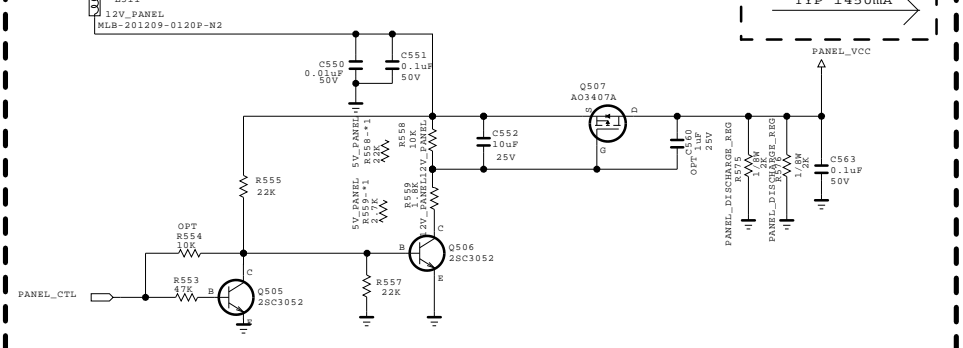 12V_PANEL
MLB-201209-0120P-N2
TYP 1450mA
PANEL_VCC
C550
0.01uF
50V
C551
0.1uF
50V
Q507
AO3407A
S
D
G
5V_PANEL
R558-*1
22K
R558
10K
12V_PANEL
C552
10uF
25V
C560
OPT 1uF
25V
PANEL_DISCHARGE_REG
R575
1/8W
2K
PANEL_DISCHARGE_REG
R576
1/8W
2K
C563
0.1uF
50V
R555
22K
5V_PANEL
R559-*1
2.7K
R559
1.8K
12V_PANEL
OPT
R554
10K
B
C
E
Q506
2SC3052
R557
22K
PANEL_CTL
R553
47K
B
C
E
Q505
2SC3052